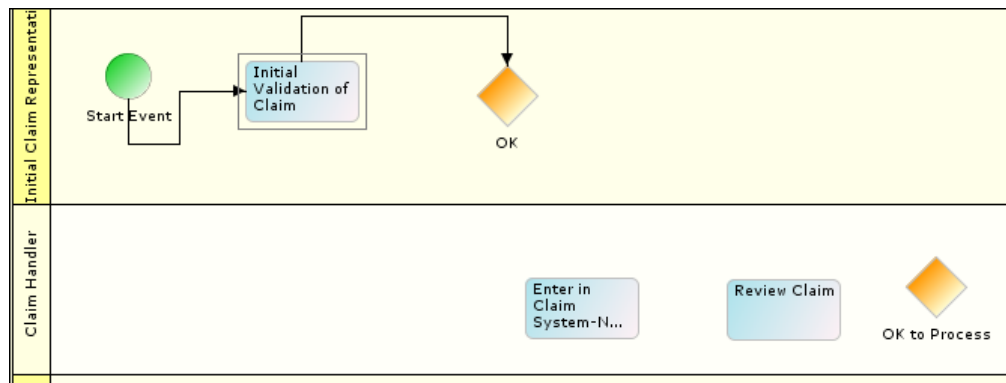 Initial Claim Representati
Start Event
Initial
Validation of
Claim
OK
Claim Handler
Enter in
Claim
System-N...
Review Claim
OK to Process